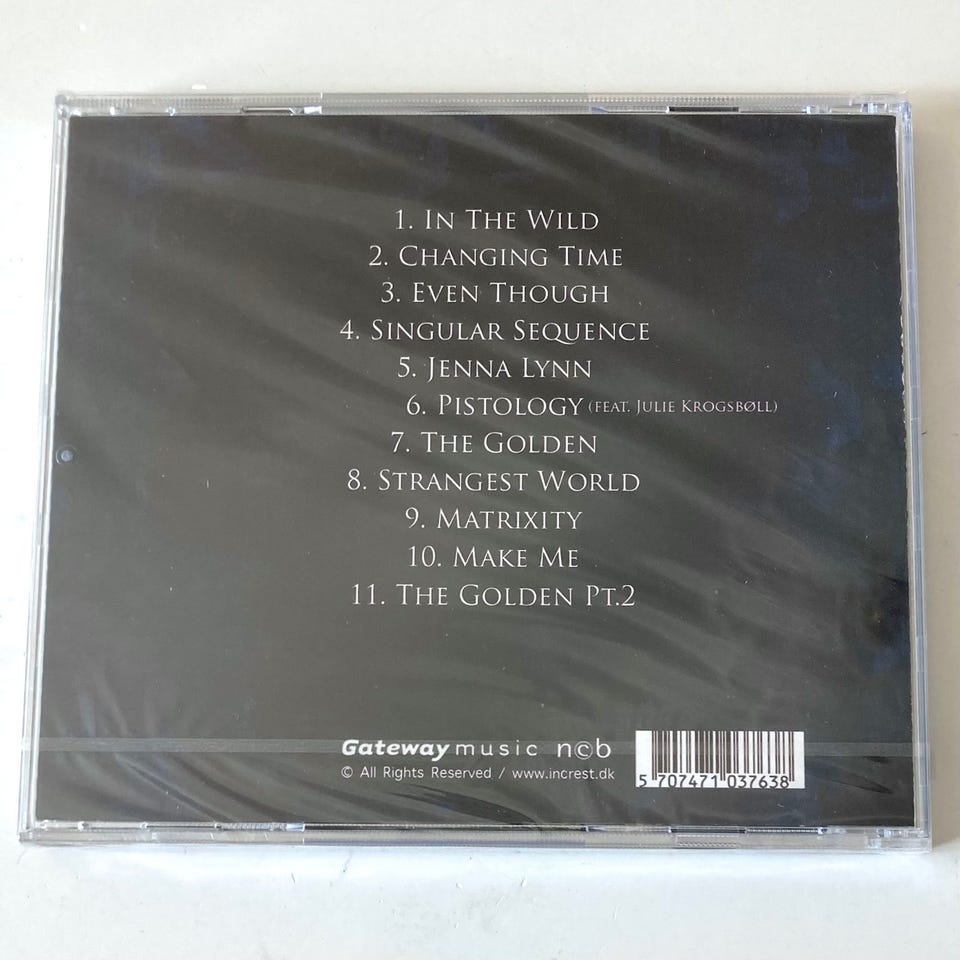 1. In The Wild
2. Changing Time
3. Even Though
4. Singular Sequence
5. Jenna Lynn
6. Pistology (feat. Julie Krogsbøll)
7. The Golden
8. Strangest World
9. Matrixity
10. Make Me
11. The Golden Pt.2
Gateway music n©b
© All Rights Reserved / www.increst.dk
5 707471 037638